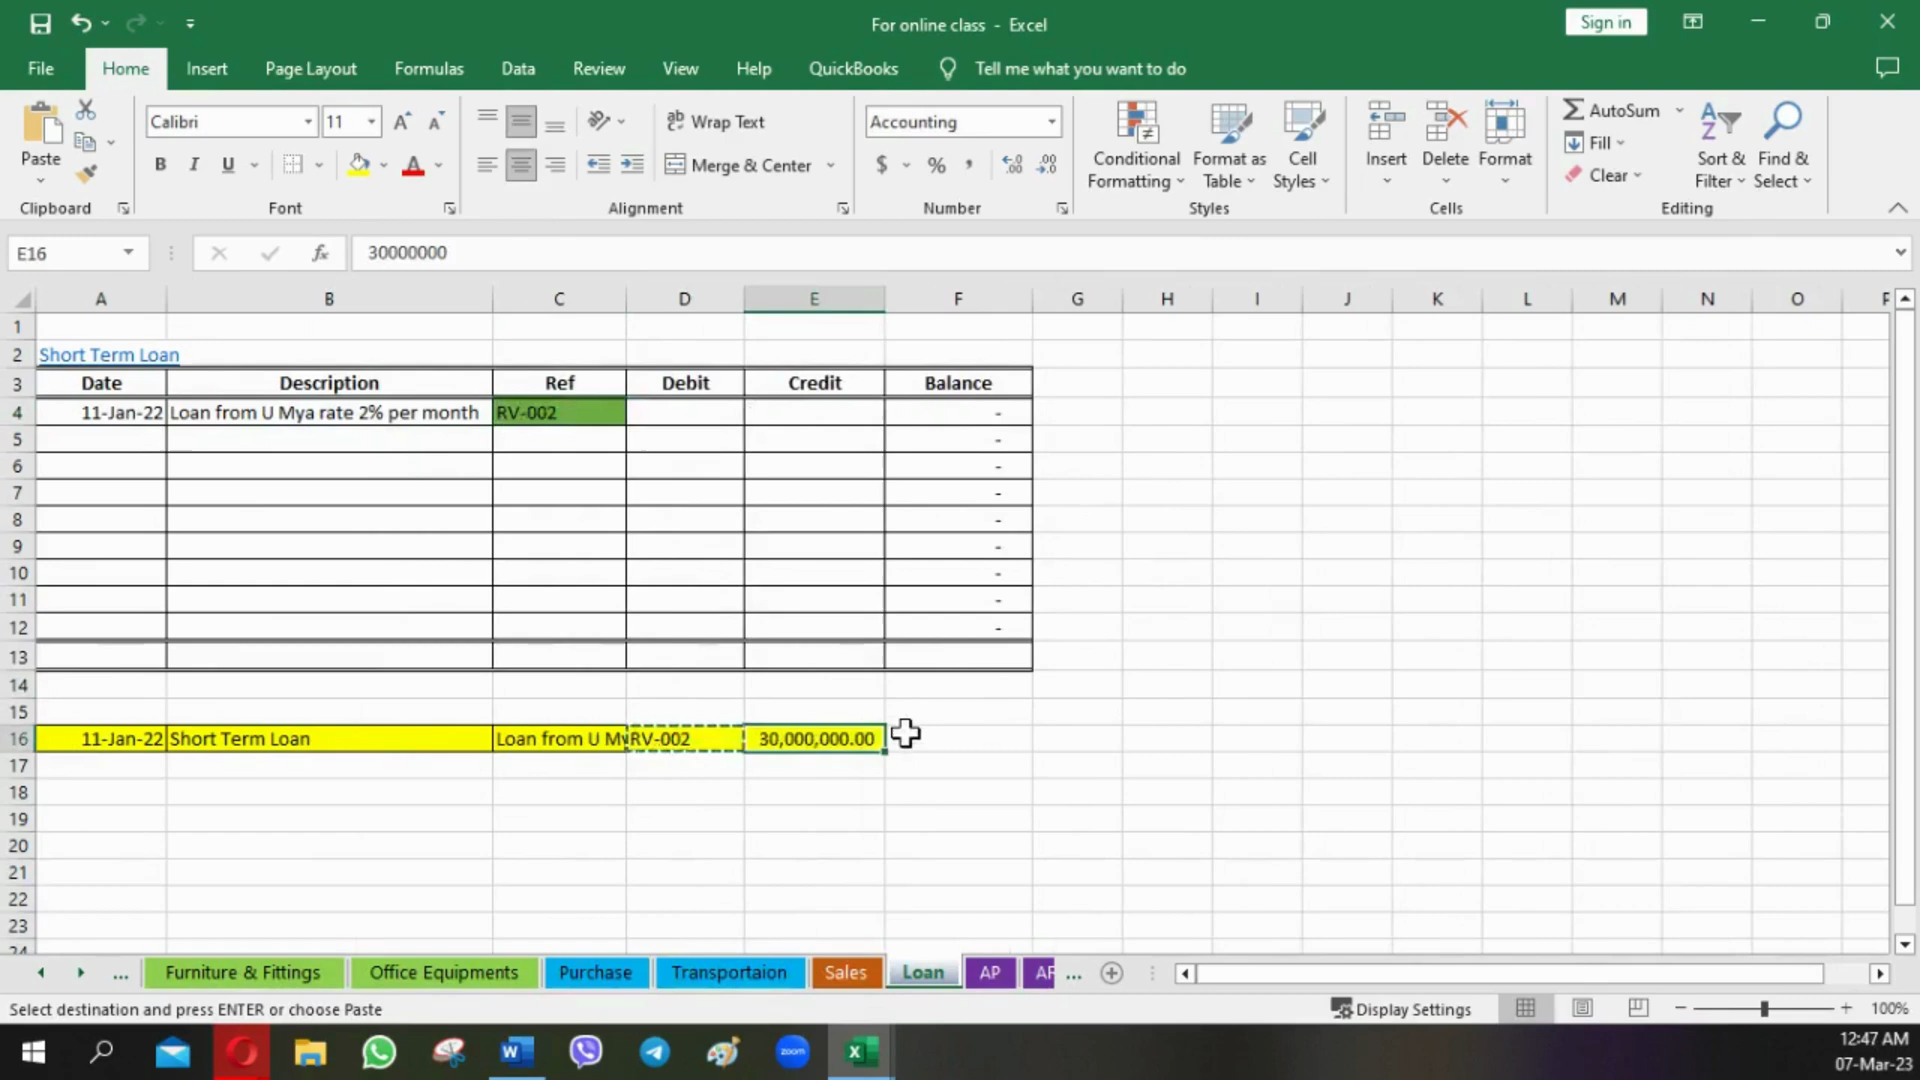 For online class - Excel
Sign in
File Home Insert Page Layout Formulas Data Review View Help QuickBooks Tell me what you want to do
Calibri 11 Wrap Text Accounting AutoSum
Paste Conditional Format as Cell Insert Delete Format Fill Sort & Find &
B I U Merge & Center $ % , Formatting Table Styles Clear Filter Select
Clipboard Font Alignment Number Styles Cells Editing
E16 fx 30000000
A B C D E F G H I J K L M N O
1
2 Short Term Loan
3 Date Description Ref Debit Credit Balance
4 11-Jan-22 Loan from U Mya rate 2% per month RV-002 -
5 -
6 -
7 -
8 -
9 -
10 -
11 -
12 -
13
14
15
16 11-Jan-22 Short Term Loan Loan from U My RV-002 30,000,000.00
17
18
19
20
21
22
23
24
... Furniture & Fittings Office Equipments Purchase Transportaion Sales Loan AP ...
Select destination and press ENTER or choose Paste Display Settings 100%
zoom
12:47 AM
07-Mar-23